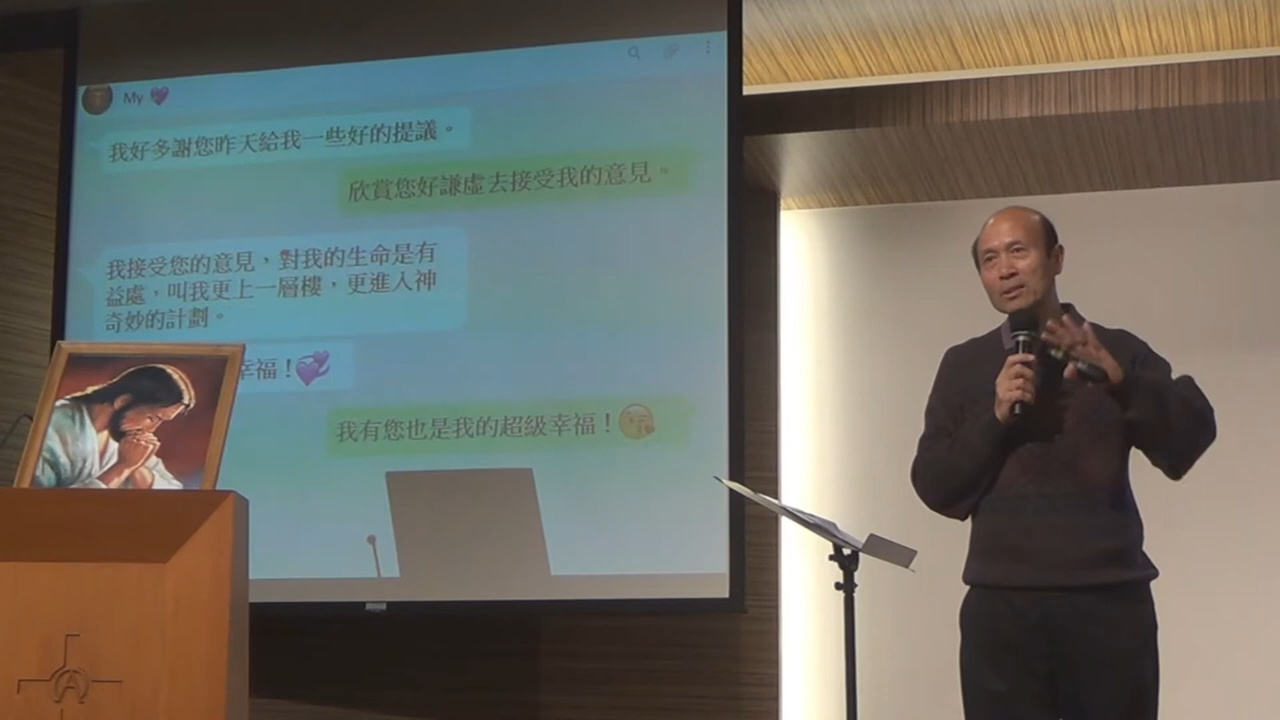 My
我好多謝您昨天給我一些好的提議。
欣賞您好謙虛去接受我的意見。
我接受您的意見，對我的生命是有
益處，叫我更上一層樓，更進入神
奇妙的計劃。
幸福！
我有您也是我的超級幸福！